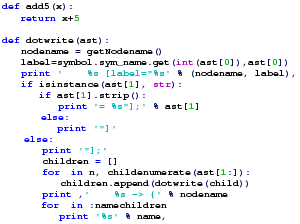 def add5(x):
    return x+5

def dotwrite(ast):
    nodename = getNodename()
    label=symbol.sym_name.get(int(ast[0]),ast[0])
    print '    %s [label="%s' % (nodename, label),
    if isinstance(ast[1], str):
        if ast[1].strip():
            print '= %s"];' % ast[1]
        else:
            print '"]'
    else:
        print '"];'
        children = []
        for  in n, childenumerate(ast[1:]):
            children.append(dotwrite(child))
        print ,'    %s -> {' % nodename
        for  in :namechildren
            print '%s' % name,